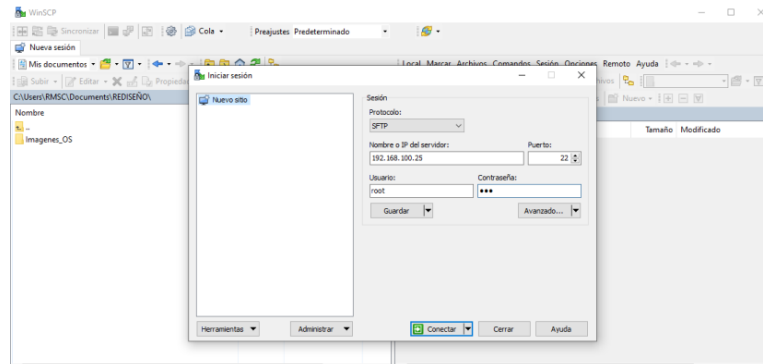 WinSCP
Sincronizar Cola Preajustes Predeterminado
Nueva sesión
Mis documentos
Local Marcar Archivos Comandos Sesión Opciones Remoto Ayuda
Subir Editar Propieda
Nuevo
C:\Users\RMSC\Documents\REDISEÑO\
Nombre
Tamaño Modificado
..
Imagenes_OS
Iniciar sesión
Nuevo sitio
Sesión
Protocolo:
SFTP
Nombre o IP del servidor: Puerto:
192.168.100.25 22
Usuario: Contraseña:
root •••
Guardar Avanzado...
Herramientas Administrar Conectar Cerrar Ayuda